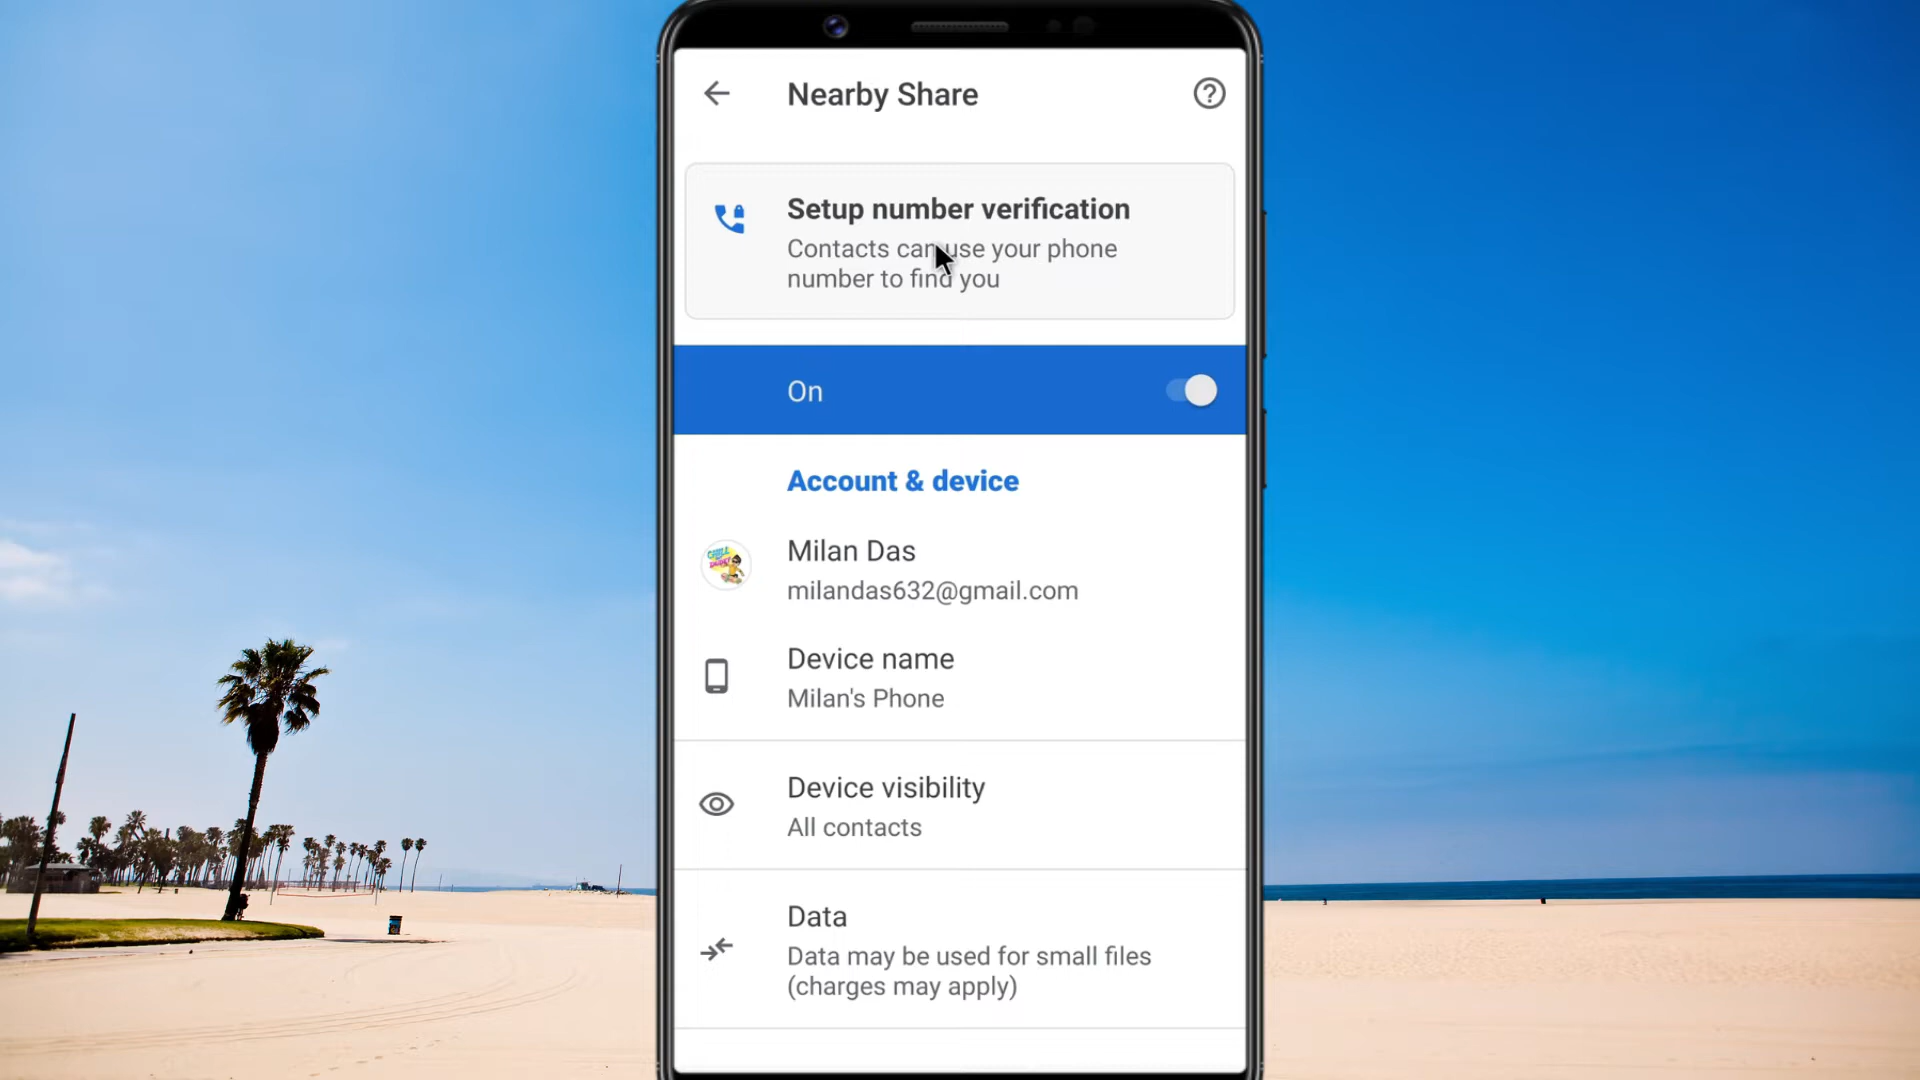 Nearby Share
Setup number verification
Contacts can use your phone
number to find you
On
Account & device
Milan Das
milandas632@gmail.com
Device name
Milan's Phone
Device visibility
All contacts
Data
Data may be used for small files
(charges may apply)